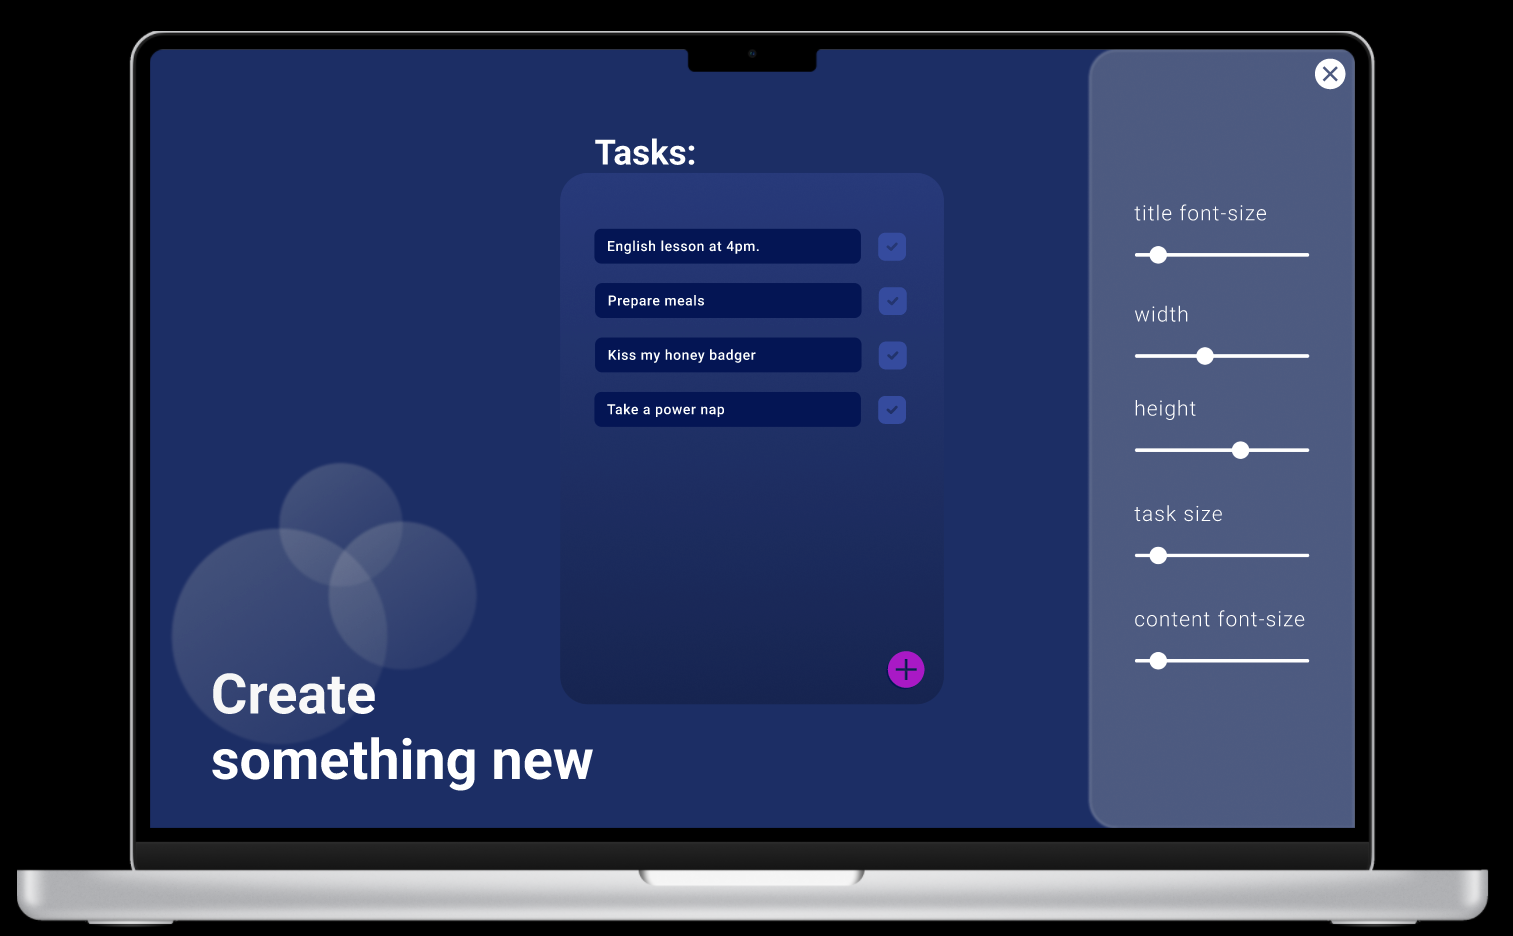 Tasks:
English lesson at 4pm.
Prepare meals
Kiss my honey badger
Take a power nap
Create
something new
title font-size
width
height
task size
content font-size